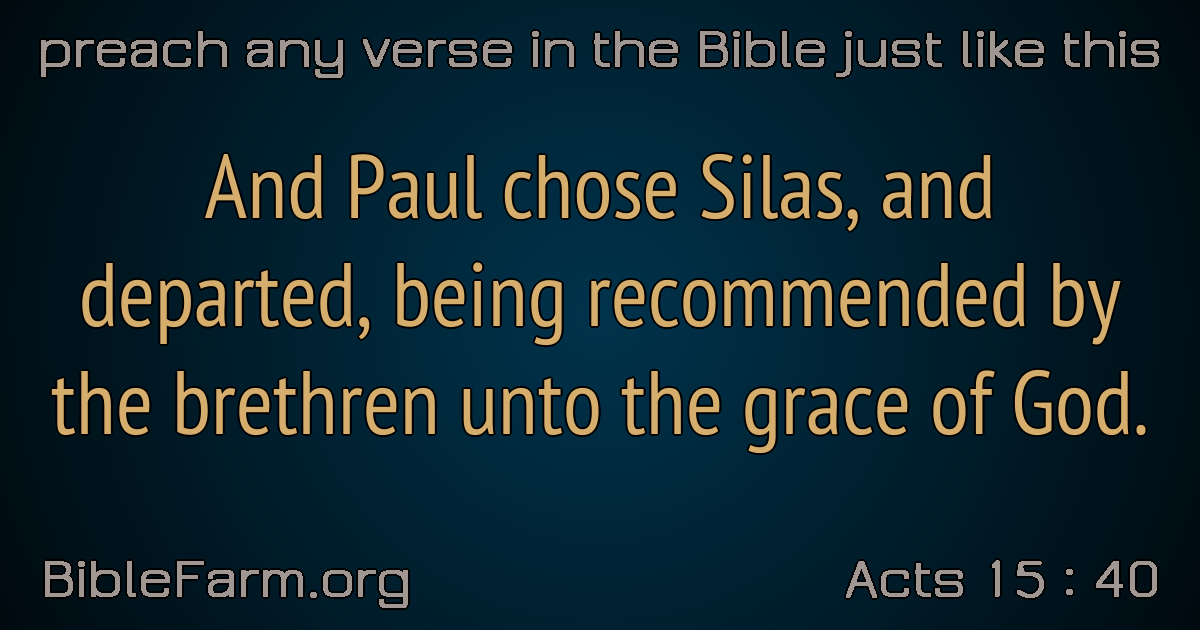 preach any verse in the Bible just like this
And Paul chose Silas, and
departed, being recommended by
the brethren unto the grace of God.
BibleFarm.org
Acts 15 : 40